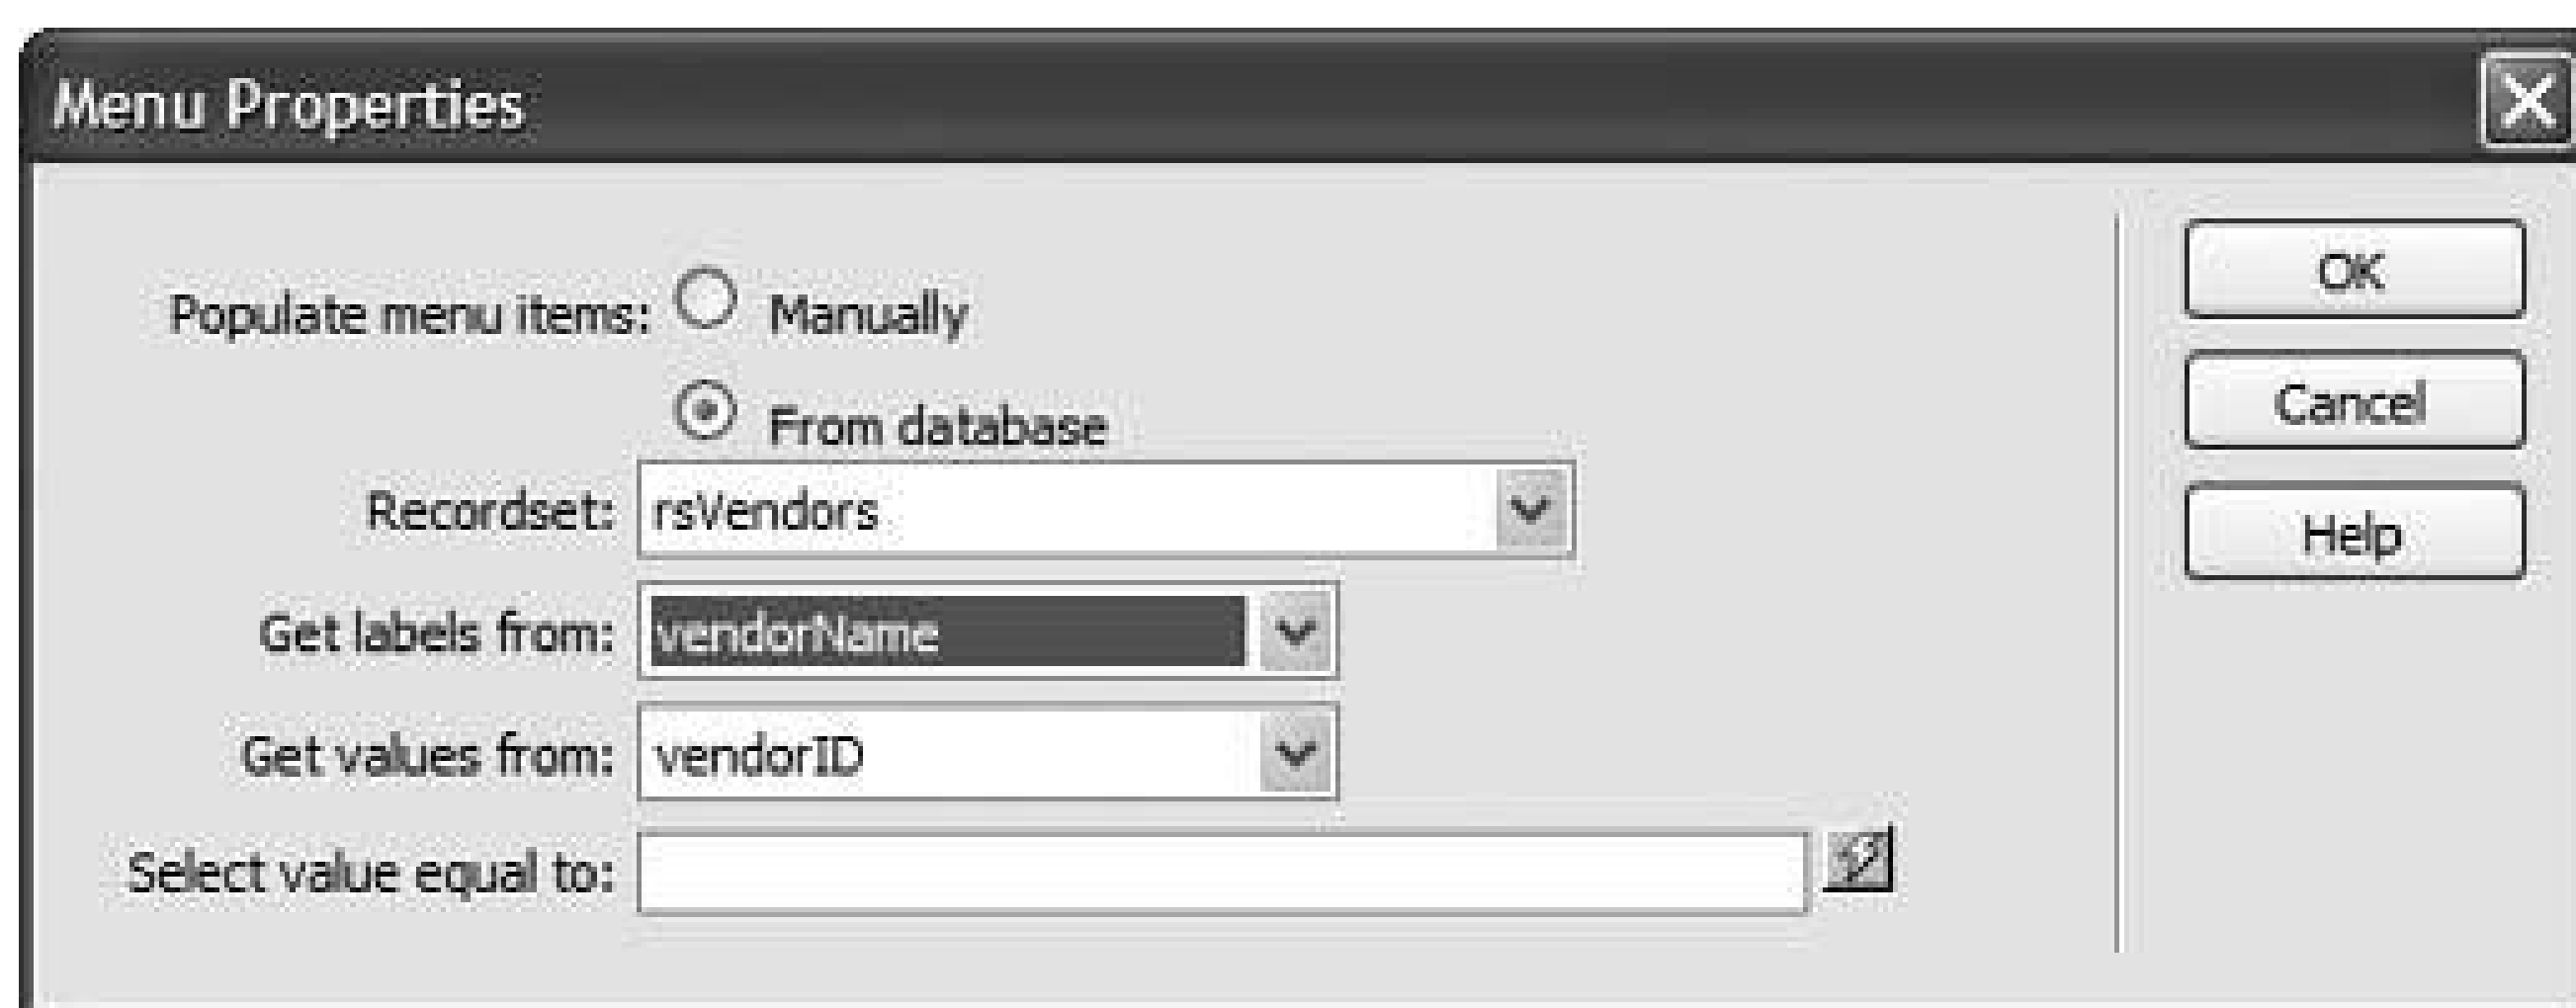 Menu Properties
Populate menu items: Manually
From database
Recordset: rsVendors
Get labels from: vendorName
Get values from: vendorID
Select value equal to:
OK
Cancel
Help